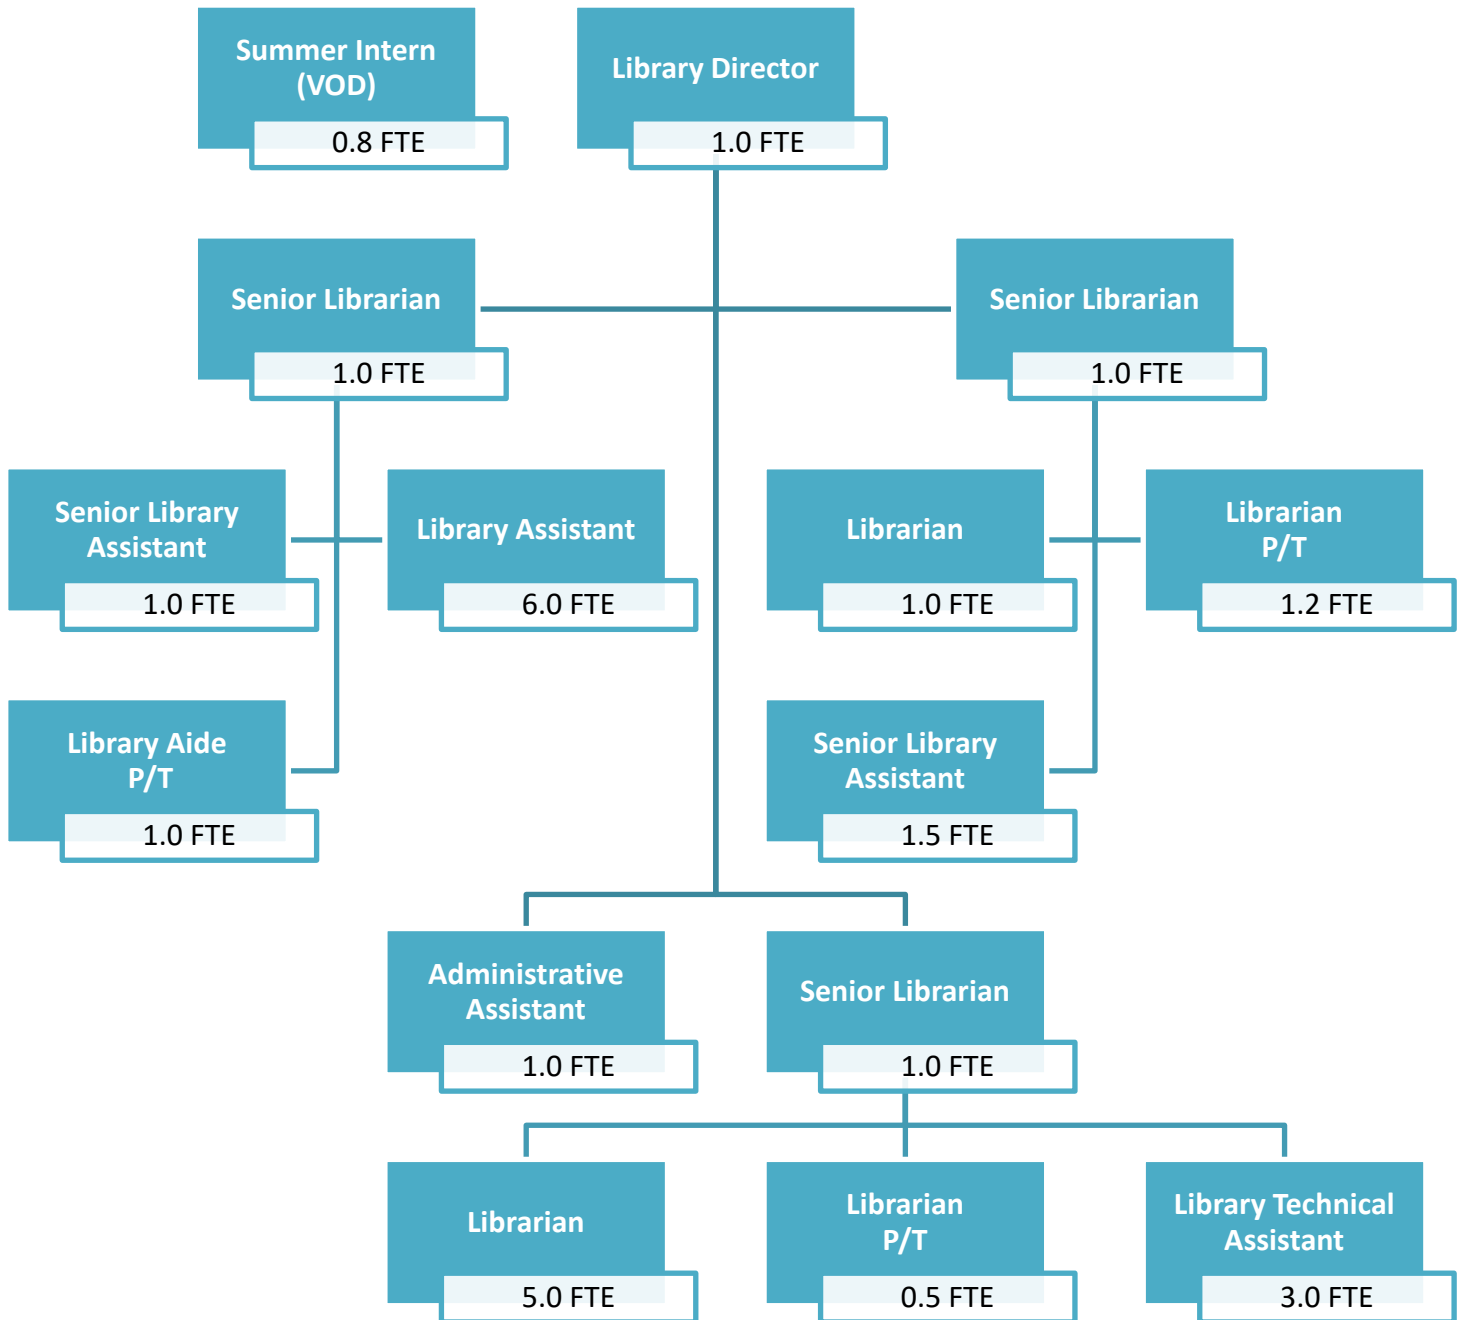 Summer Intern
(VOD)
0.8 FTE
Library Director
1.0 FTE
Senior Librarian
1.0 FTE
Senior Librarian
1.0 FTE
Senior Library
Assistant
1.0 FTE
Library Assistant
6.0 FTE
Librarian
1.0 FTE
Librarian
P/T
1.2 FTE
Library Aide
P/T
1.0 FTE
Senior Library
Assistant
1.5 FTE
Administrative
Assistant
1.0 FTE
Senior Librarian
1.0 FTE
Librarian
5.0 FTE
Librarian
P/T
0.5 FTE
Library Technical
Assistant
3.0 FTE